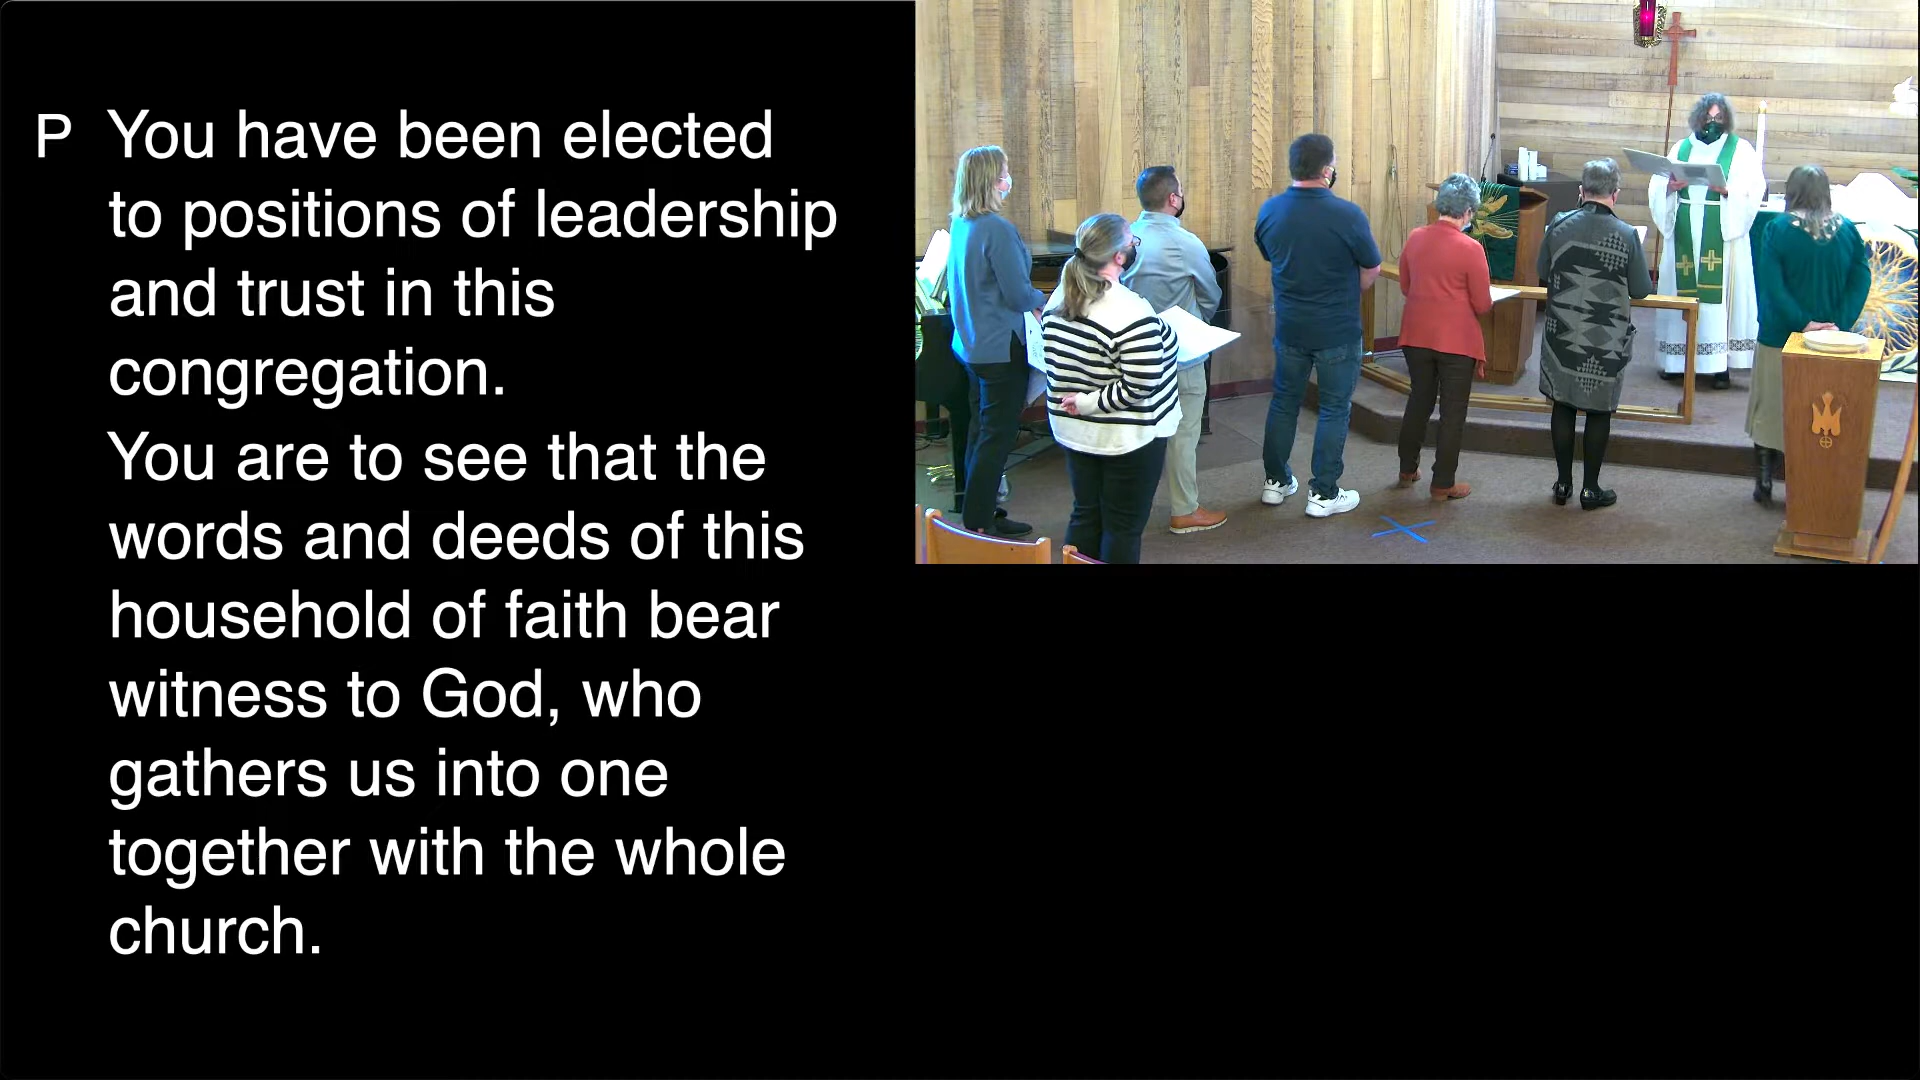 P You have been elected
to positions of leadership
and trust in this
congregation.
You are to see that the
words and deeds of this
household of faith bear
witness to God, who
gathers us into one
together with the whole
church.